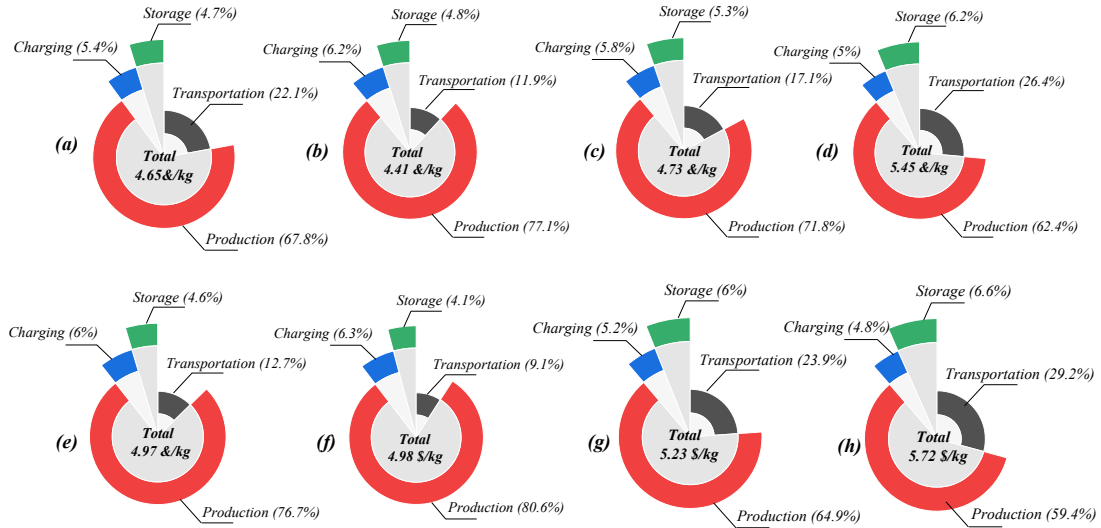 Storage (4.7%)
Charging (5.4%)
Transportation (22.1%)
(a)
Total
4.65&/kg
Production (67.8%)
Storage (4.8%)
Charging (6.2%)
Transportation (11.9%)
(b)
Total
4.41 &/kg
Production (77.1%)
Storage (5.3%)
Charging (5.8%)
Transportation (17.1%)
(c)
Total
4.73 &/kg
Production (71.8%)
Storage (6.2%)
Charging (5%)
Transportation (26.4%)
(d)
Total
5.45 &/kg
Production (62.4%)
Storage (4.6%)
Charging (6%)
Transportation (12.7%)
(e)
Total
4.97 &/kg
Production (76.7%)
Storage (4.1%)
Charging (6.3%)
Transportation (9.1%)
(f)
Total
4.98 $/kg
Production (80.6%)
Storage (6%)
Charging (5.2%)
Transportation (23.9%)
(g)
Total
5.23 $/kg
Production (64.9%)
Storage (6.6%)
Charging (4.8%)
Transportation (29.2%)
(h)
Total
5.72 $/kg
Production (59.4%)